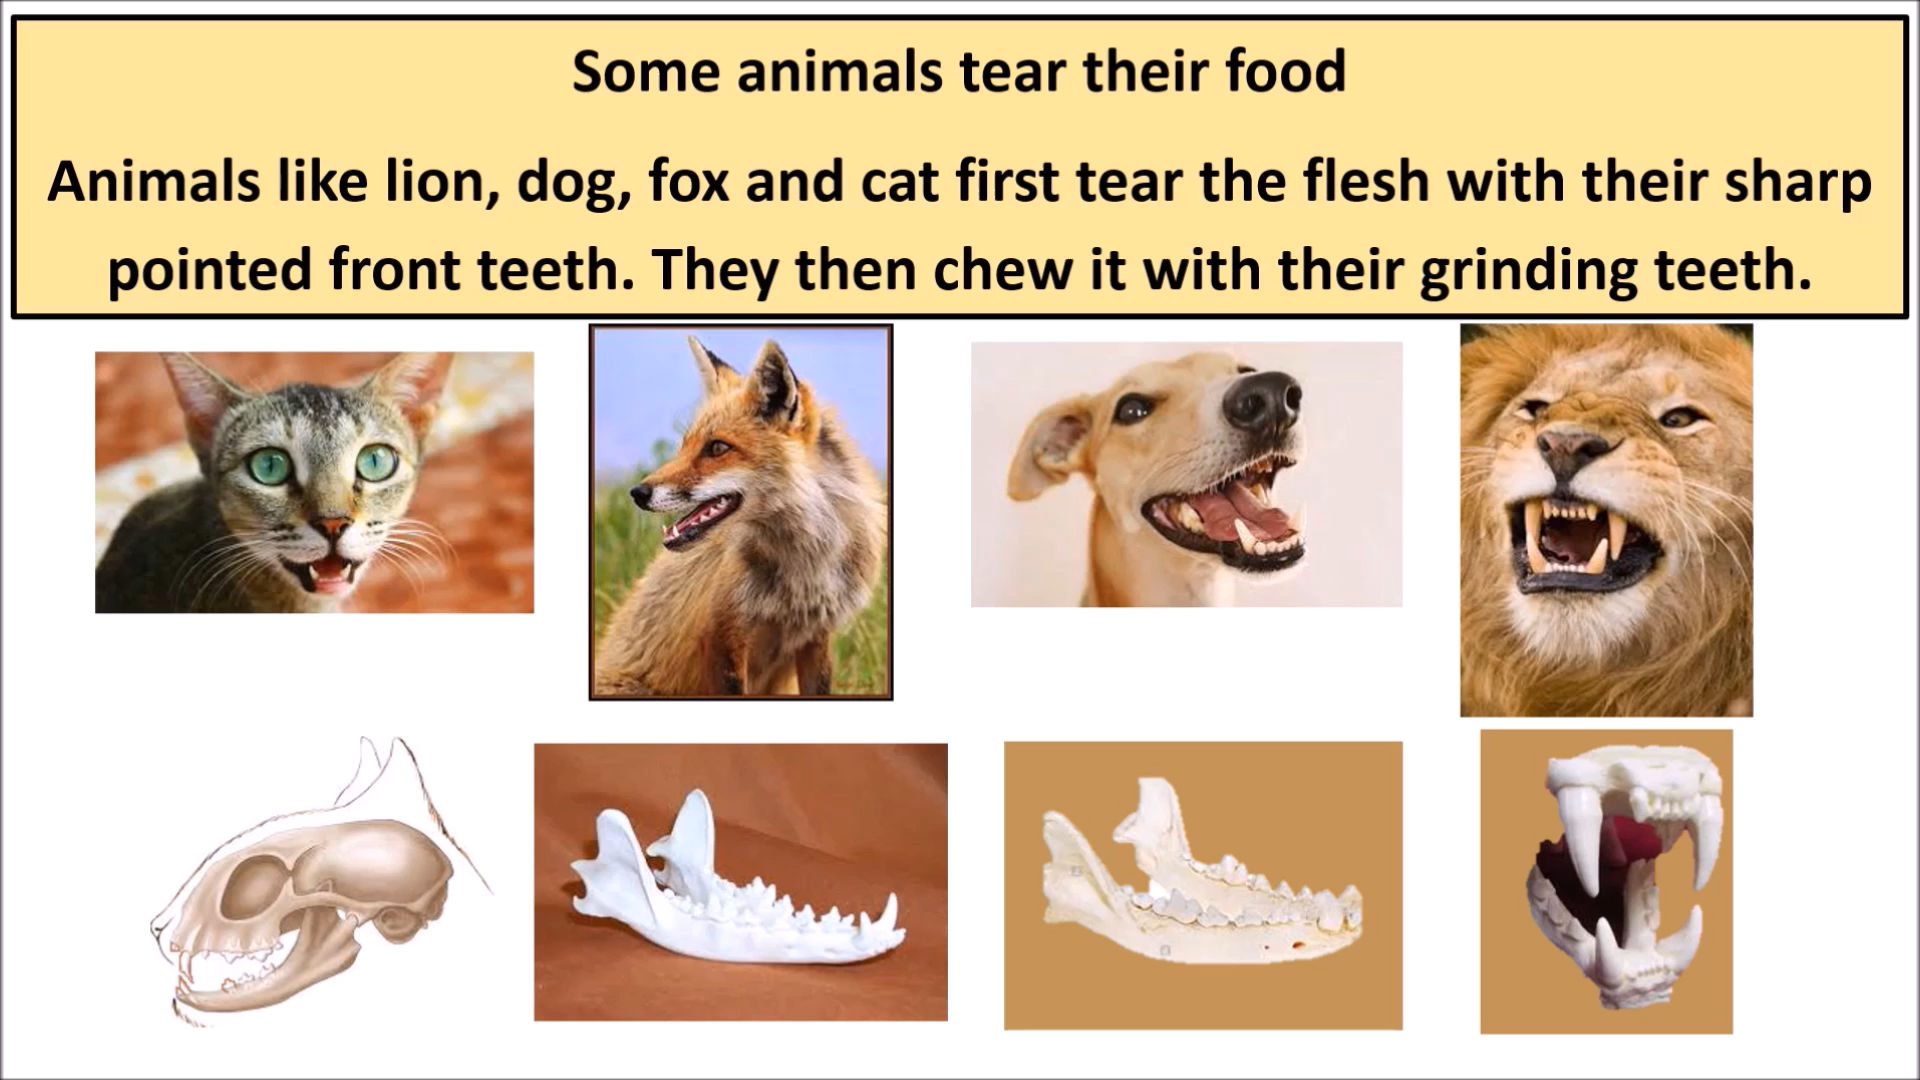 Some animals tear their food
Animals like lion, dog, fox and cat first tear the flesh with their sharp
pointed front teeth. They then chew it with their grinding teeth.